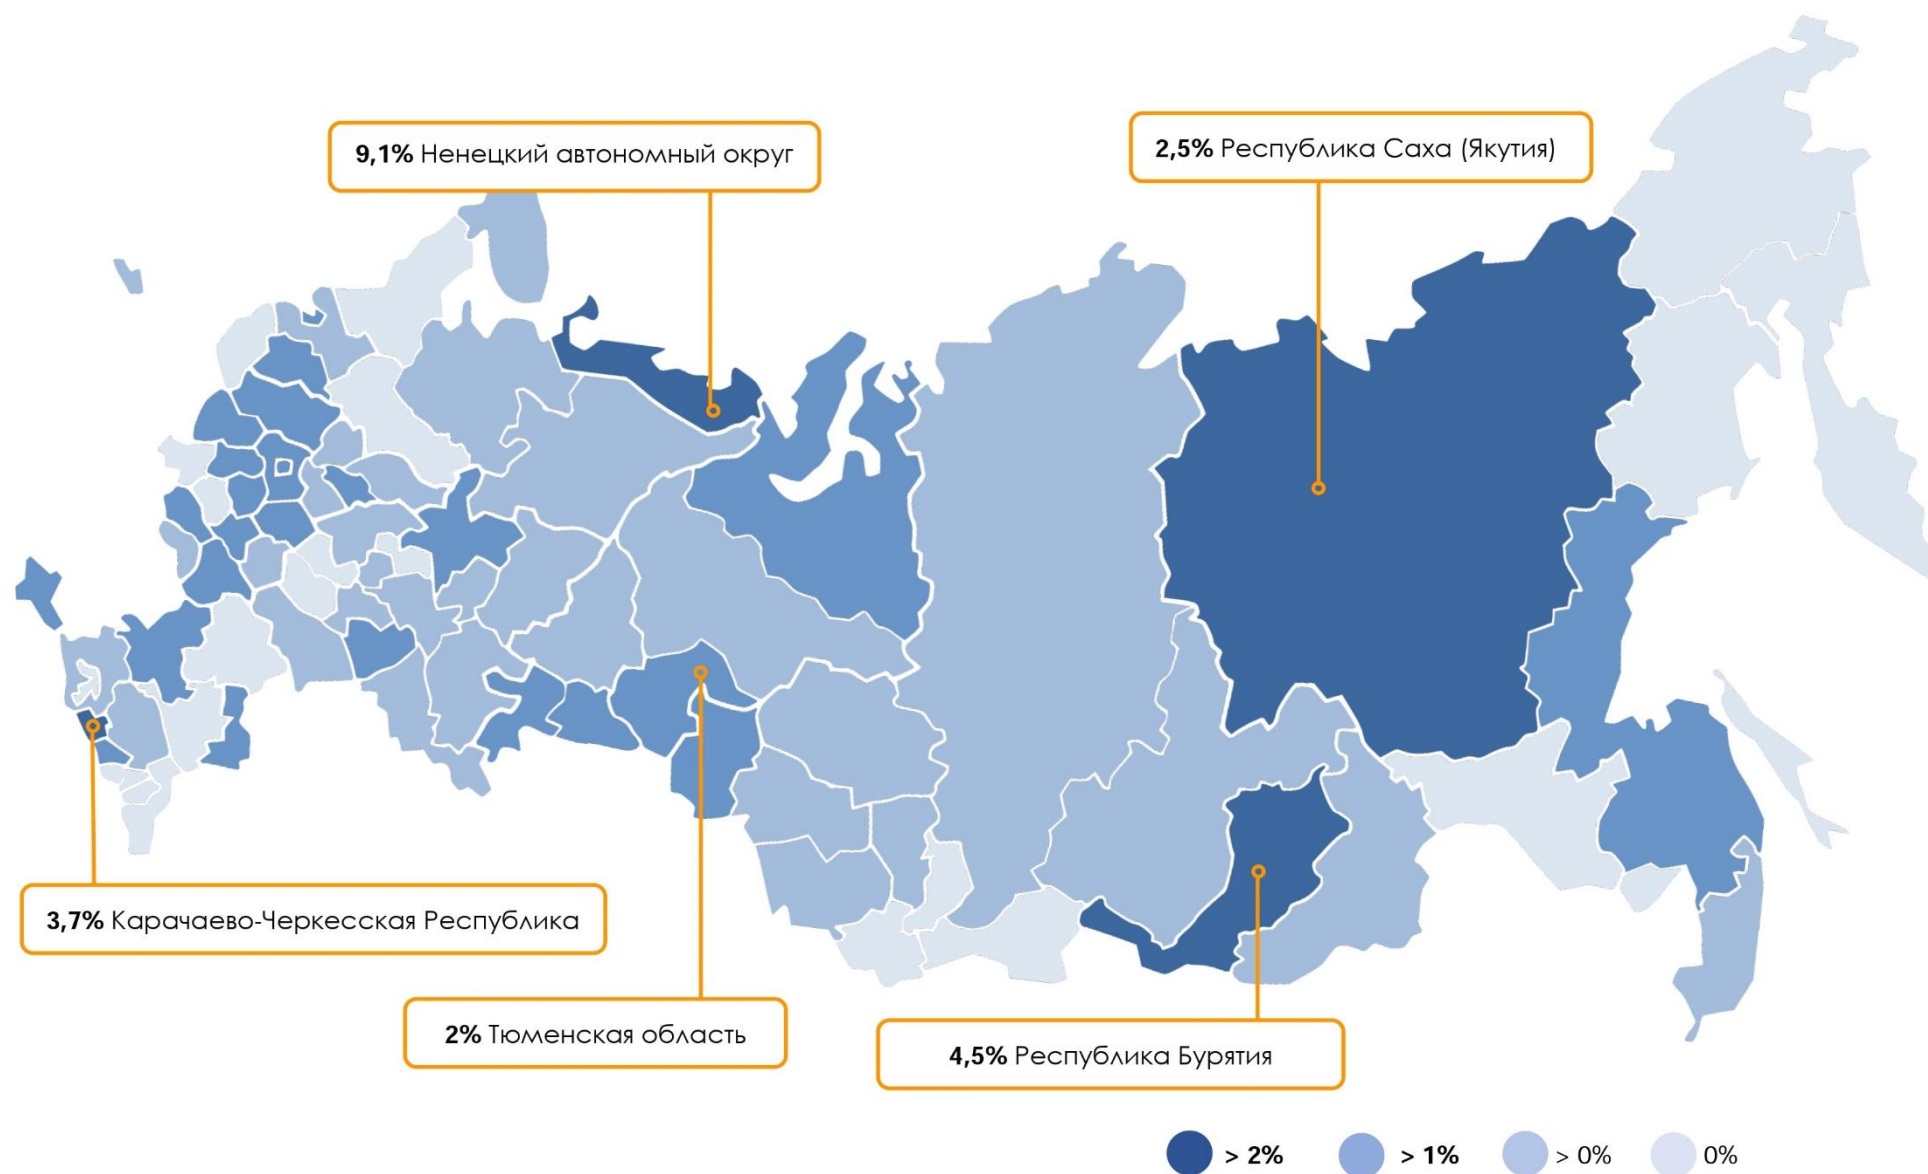 9,1% Ненецкий автономный округ
2,5% Республика Саха (Якутия)
3,7% Карачаево-Черкесская Республика
2% Тюменская область
4,5% Республика Бурятия
> 2% > 1% > 0% 0%